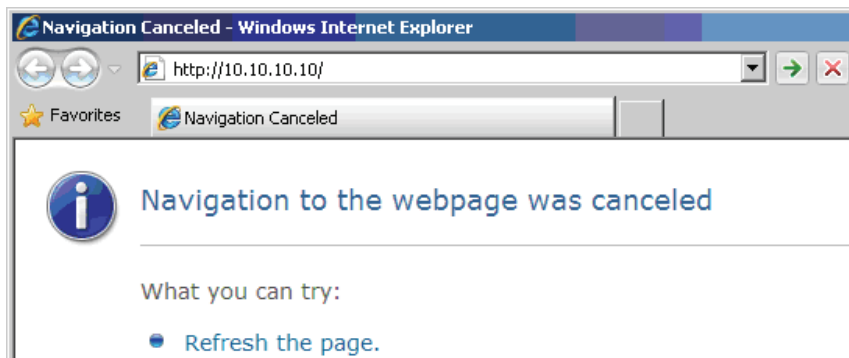 Navigation Canceled - Windows Internet Explorer
http://10.10.10.10/
Favorites
Navigation Canceled
Navigation to the webpage was canceled
What you can try:
Refresh the page.